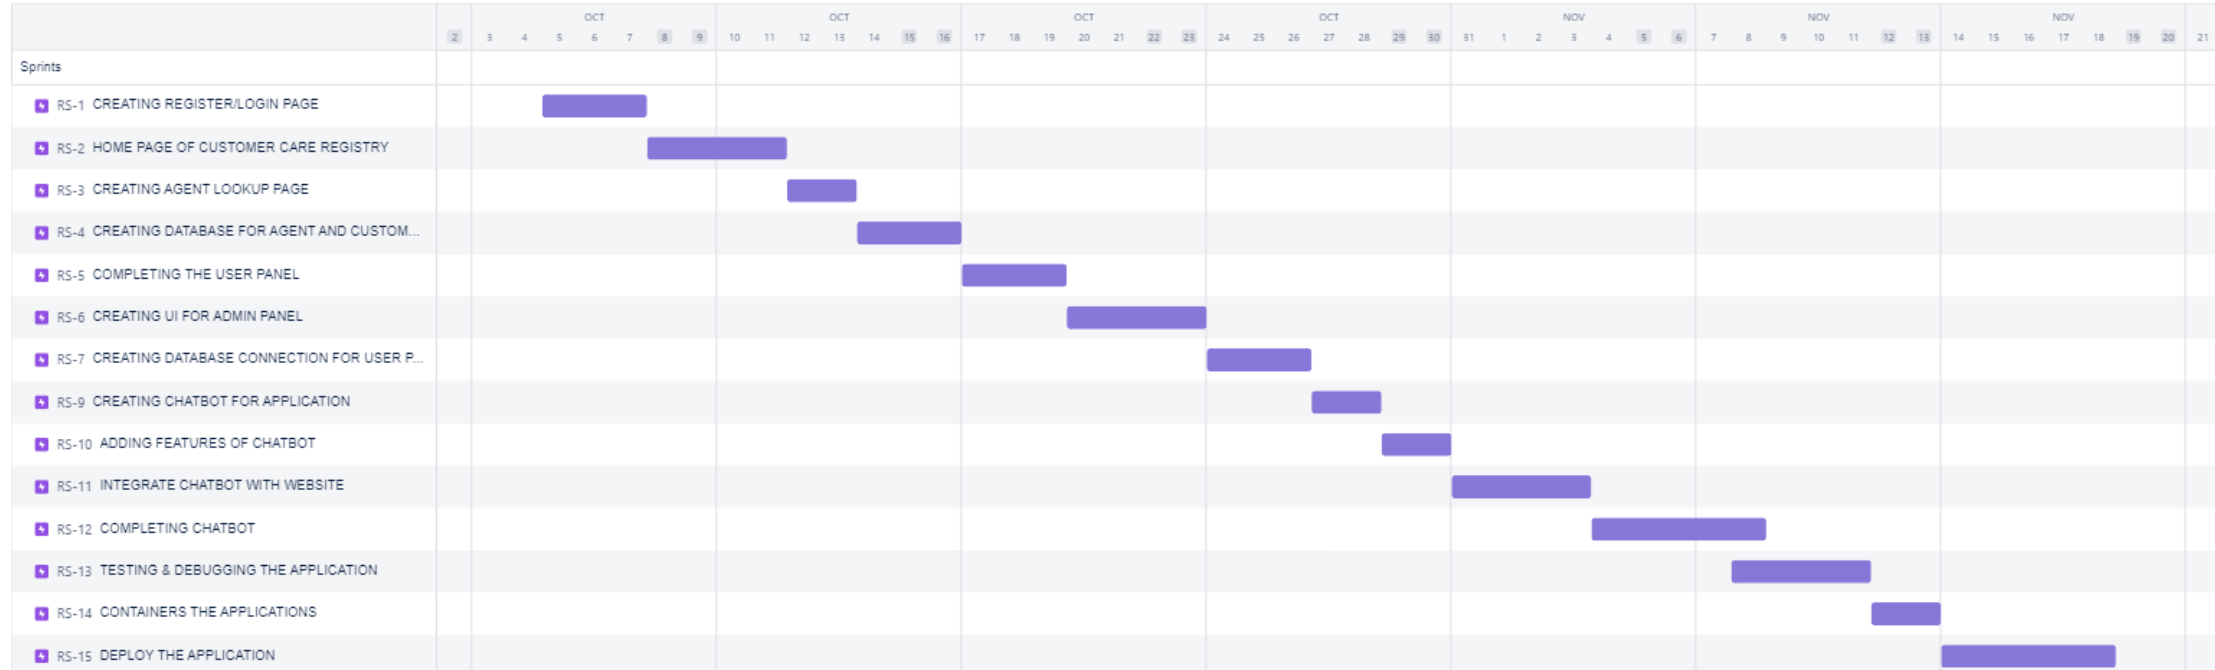 OCT OCT OCT OCT NOV NOV NOV
2 3 4 5 6 7 8 9 10 11 12 13 14 15 16 17 18 19 20 21 22 23 24 25 26 27 28 29 30 31 1 2 3 4 5 6 7 8 9 10 11 12 13 14 15 16 17 18 19 20 21
Sprints
RS-1 CREATING REGISTER/LOGIN PAGE
RS-2 HOME PAGE OF CUSTOMER CARE REGISTRY
RS-3 CREATING AGENT LOOKUP PAGE
RS-4 CREATING DATABASE FOR AGENT AND CUSTOM...
RS-5 COMPLETING THE USER PANEL
RS-6 CREATING UI FOR ADMIN PANEL
RS-7 CREATING DATABASE CONNECTION FOR USER P...
RS-9 CREATING CHATBOT FOR APPLICATION
RS-10 ADDING FEATURES OF CHATBOT
RS-11 INTEGRATE CHATBOT WITH WEBSITE
RS-12 COMPLETING CHATBOT
RS-13 TESTING & DEBUGGING THE APPLICATION
RS-14 CONTAINERS THE APPLICATIONS
RS-15 DEPLOY THE APPLICATION